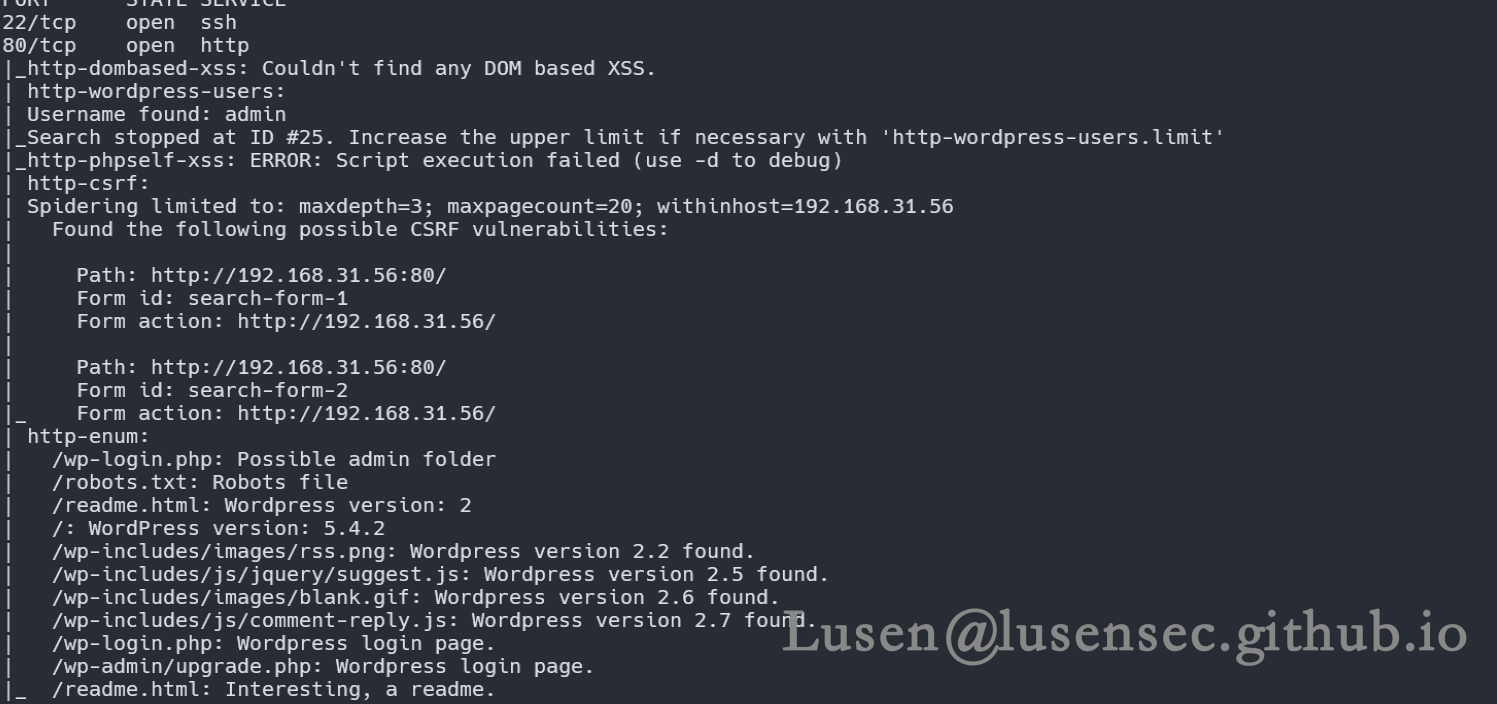 PORT      STATE SERVICE
22/tcp    open  ssh
80/tcp    open  http
|_http-dombased-xss: Couldn't find any DOM based XSS.
| http-wordpress-users:
| Username found: admin
|_Search stopped at ID #25. Increase the upper limit if necessary with 'http-wordpress-users.limit'
|_http-phpself-xss: ERROR: Script execution failed (use -d to debug)
| http-csrf:
| Spidering limited to: maxdepth=3; maxpagecount=20; withinhost=192.168.31.56
|   Found the following possible CSRF vulnerabilities:
|
|     Path: http://192.168.31.56:80/
|     Form id: search-form-1
|     Form action: http://192.168.31.56/
|
|     Path: http://192.168.31.56:80/
|     Form id: search-form-2
|_    Form action: http://192.168.31.56/
| http-enum:
|   /wp-login.php: Possible admin folder
|   /robots.txt: Robots file
|   /readme.html: Wordpress version: 2
|   /: WordPress version: 5.4.2
|   /wp-includes/images/rss.png: Wordpress version 2.2 found.
|   /wp-includes/js/jquery/suggest.js: Wordpress version 2.5 found.
|   /wp-includes/images/blank.gif: Wordpress version 2.6 found.
|   /wp-includes/js/comment-reply.js: Wordpress version 2.7 found.
|   /wp-login.php: Wordpress login page.
|   /wp-admin/upgrade.php: Wordpress login page.
|_  /readme.html: Interesting, a readme.
Lusen@lusensec.github.io